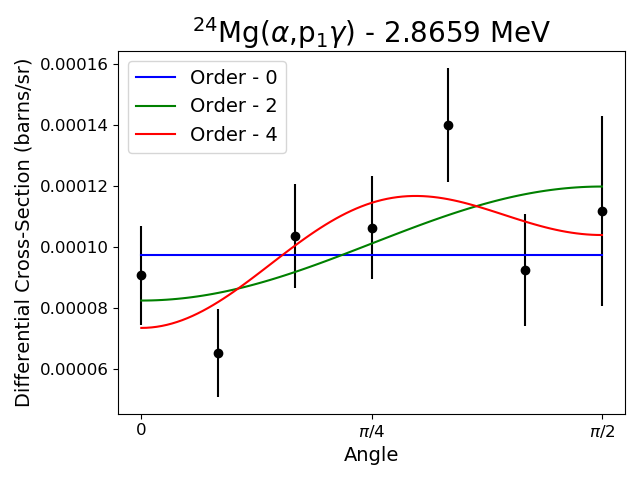 ²⁴Mg(α,p₁γ) - 2.8659 MeV
Differential Cross-Section (barns/sr)
0.00016
0.00014
0.00012
0.00010
0.00008
0.00006
Order - 0
Order - 2
Order - 4
0
π/4
π/2
Angle